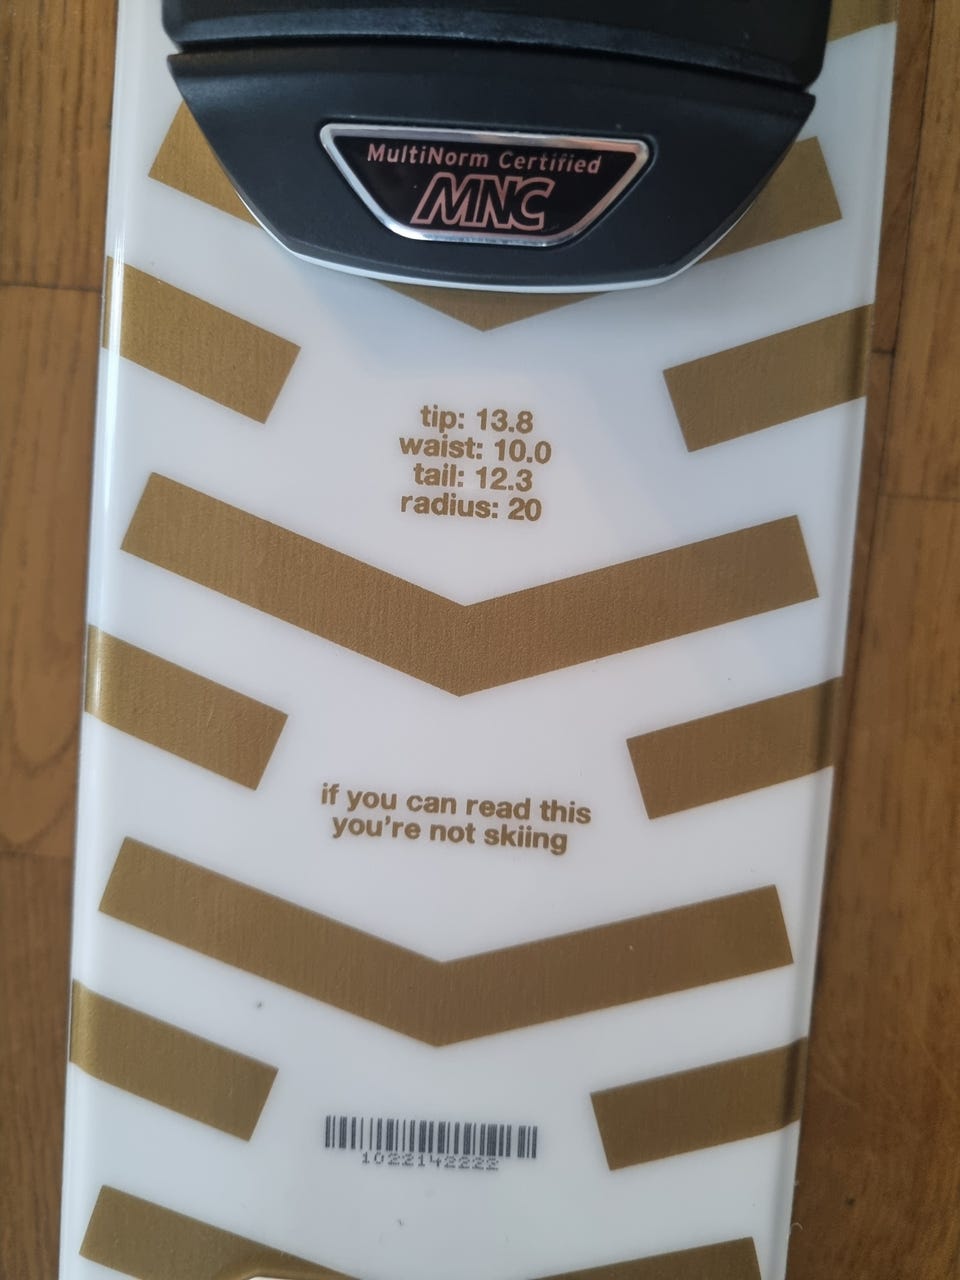 MultiNorm Certified
MNC
tip: 13.8
waist: 10.0
tail: 12.3
radius: 20
if you can read this
you're not skiing
1022142222